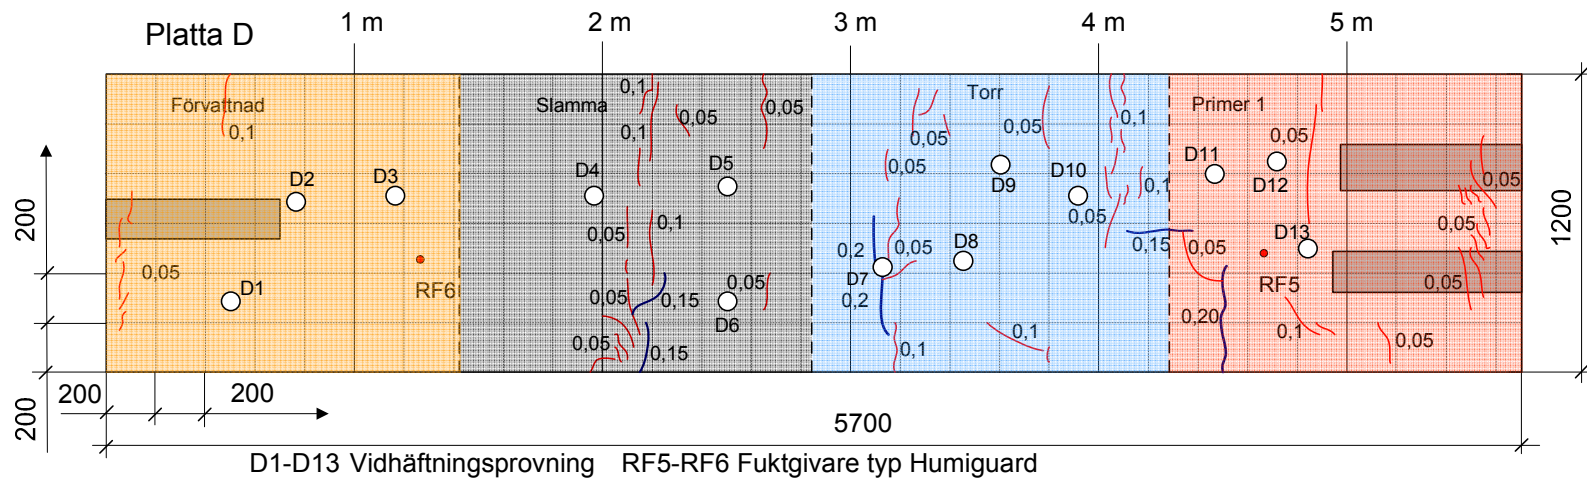 Platta D
1 m
2 m
3 m
4 m
5 m
Förvattnad
Slamma
Torr
Primer 1
0,1
0,1
0,1
0,05
0,05
0,05
0,05
0,1
0,05
D1
D2
D3
D4
D5
D6
D7
D8
D9
D10
D11
D12
D13
0,05
0,1
0,05
0,05
0,1
0,05
0,15
0,05
0,05
0,15
0,2
0,05
0,2
0,1
0,1
0,05
0,15
0,05
0,05
0,05
0,20
0,1
0,05
0,05
RF6
RF5
200
200
200
200
1200
5700
D1-D13 Vidhäftningsprovning RF5-RF6 Fuktgivare typ Humiguard